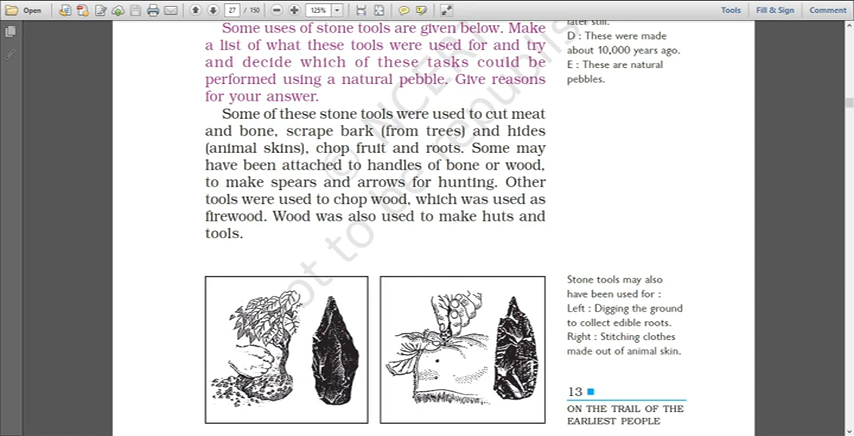 Open
27
/ 150
125%
Tools
Fill & Sign
Comment
Some uses of stone tools are given below. Make
a list of what these tools were used for and try
and decide which of these tasks could be
performed using a natural pebble. Give reasons
for your answer.
Some of these stone tools were used to cut meat
and bone, scrape bark (from trees) and hides
(animal skins), chop fruit and roots. Some may
have been attached to handles of bone or wood,
to make spears and arrows for hunting. Other
tools were used to chop wood, which was used as
firewood. Wood was also used to make huts and
tools.
later still.
D : These were made
about 10,000 years ago.
E : These are natural
pebbles.
Stone tools may also
have been used for :
Left : Digging the ground
to collect edible roots.
Right : Stitching clothes
made out of animal skin.
13
ON THE TRAIL OF THE
EARLIEST PEOPLE
© NCERT
not to be republis